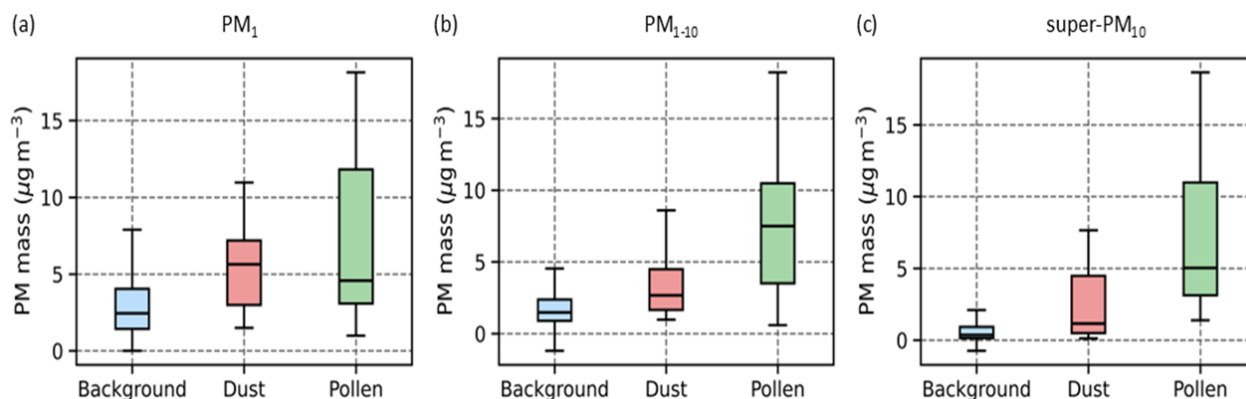 (a) PM₁
PM mass (μg m⁻³)
15
10
5
0
Background Dust Pollen
(b) PM₁₋₁₀
PM mass (μg m⁻³)
15
10
5
0
Background Dust Pollen
(c) super-PM₁₀
PM mass (μg m⁻³)
15
10
5
0
Background Dust Pollen